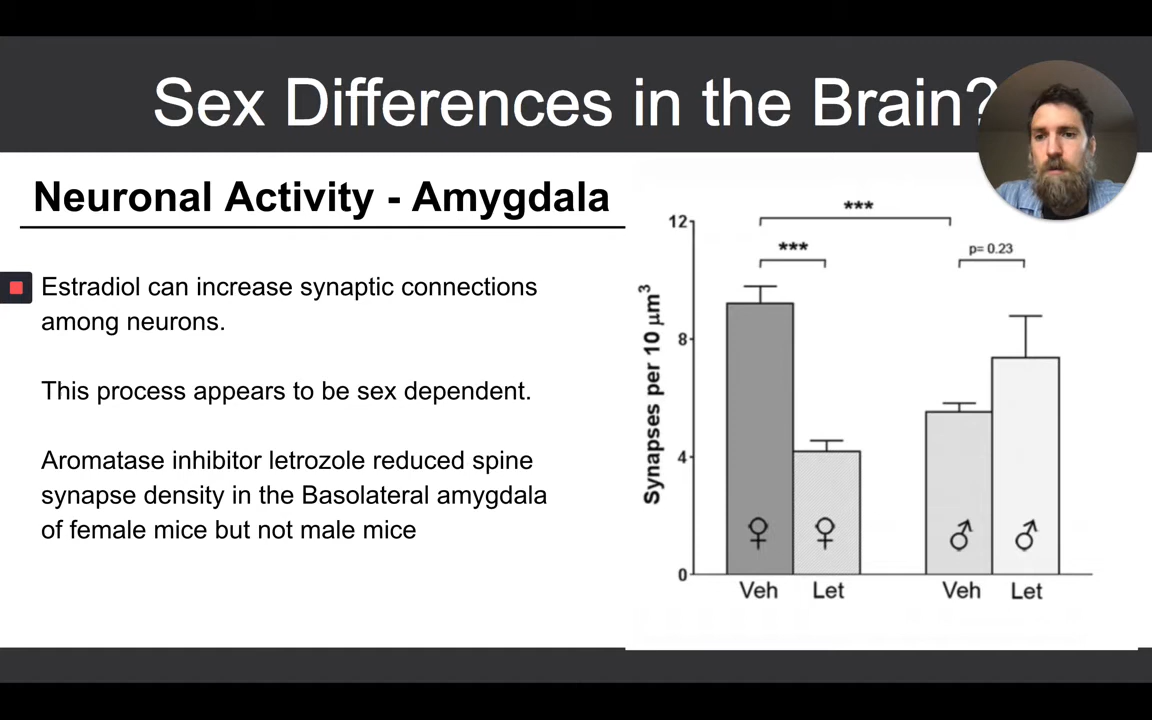 Sex Differences in the Brain?
Neuronal Activity - Amygdala
Estradiol can increase synaptic connections
among neurons.
This process appears to be sex dependent.
Aromatase inhibitor letrozole reduced spine
synapse density in the Basolateral amygdala
of female mice but not male mice
***
***
p= 0.23
12
8
4
0
Synapses per 10 μm³
♀ ♀ ♂ ♂
Veh Let Veh Let